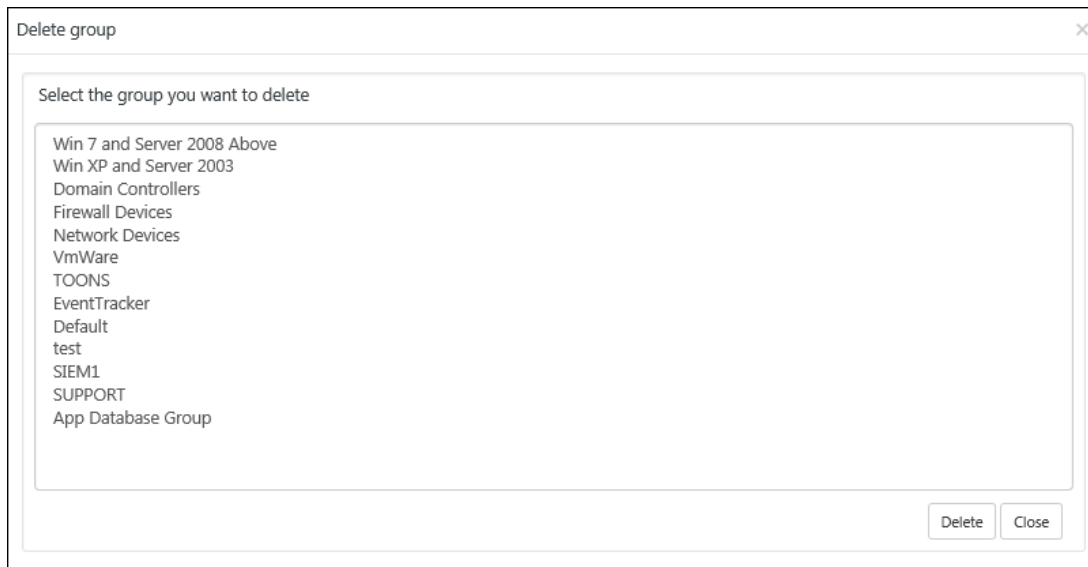 Delete group
Select the group you want to delete
Win 7 and Server 2008 Above
Win XP and Server 2003
Domain Controllers
Firewall Devices
Network Devices
VmWare
TOONS
EventTracker
Default
test
SIEM1
SUPPORT
App Database Group
Delete Close